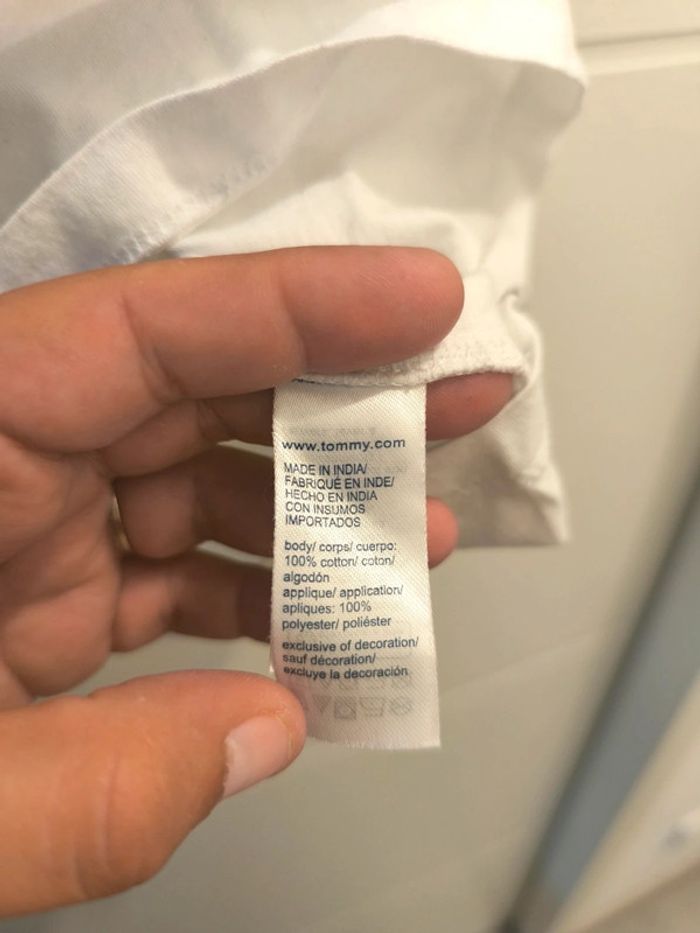 www.tommy.com
MADE IN INDIA/
FABRIQUÉ EN INDE/
HECHO EN INDIA
CON INSUMOS
IMPORTADOS
body/ corps/ cuerpo:
100% cotton/ coton/
algodón
applique/ application/
apliques: 100%
polyester/ poliéster
exclusive of decoration/
sauf décoration/
excluye la decoración